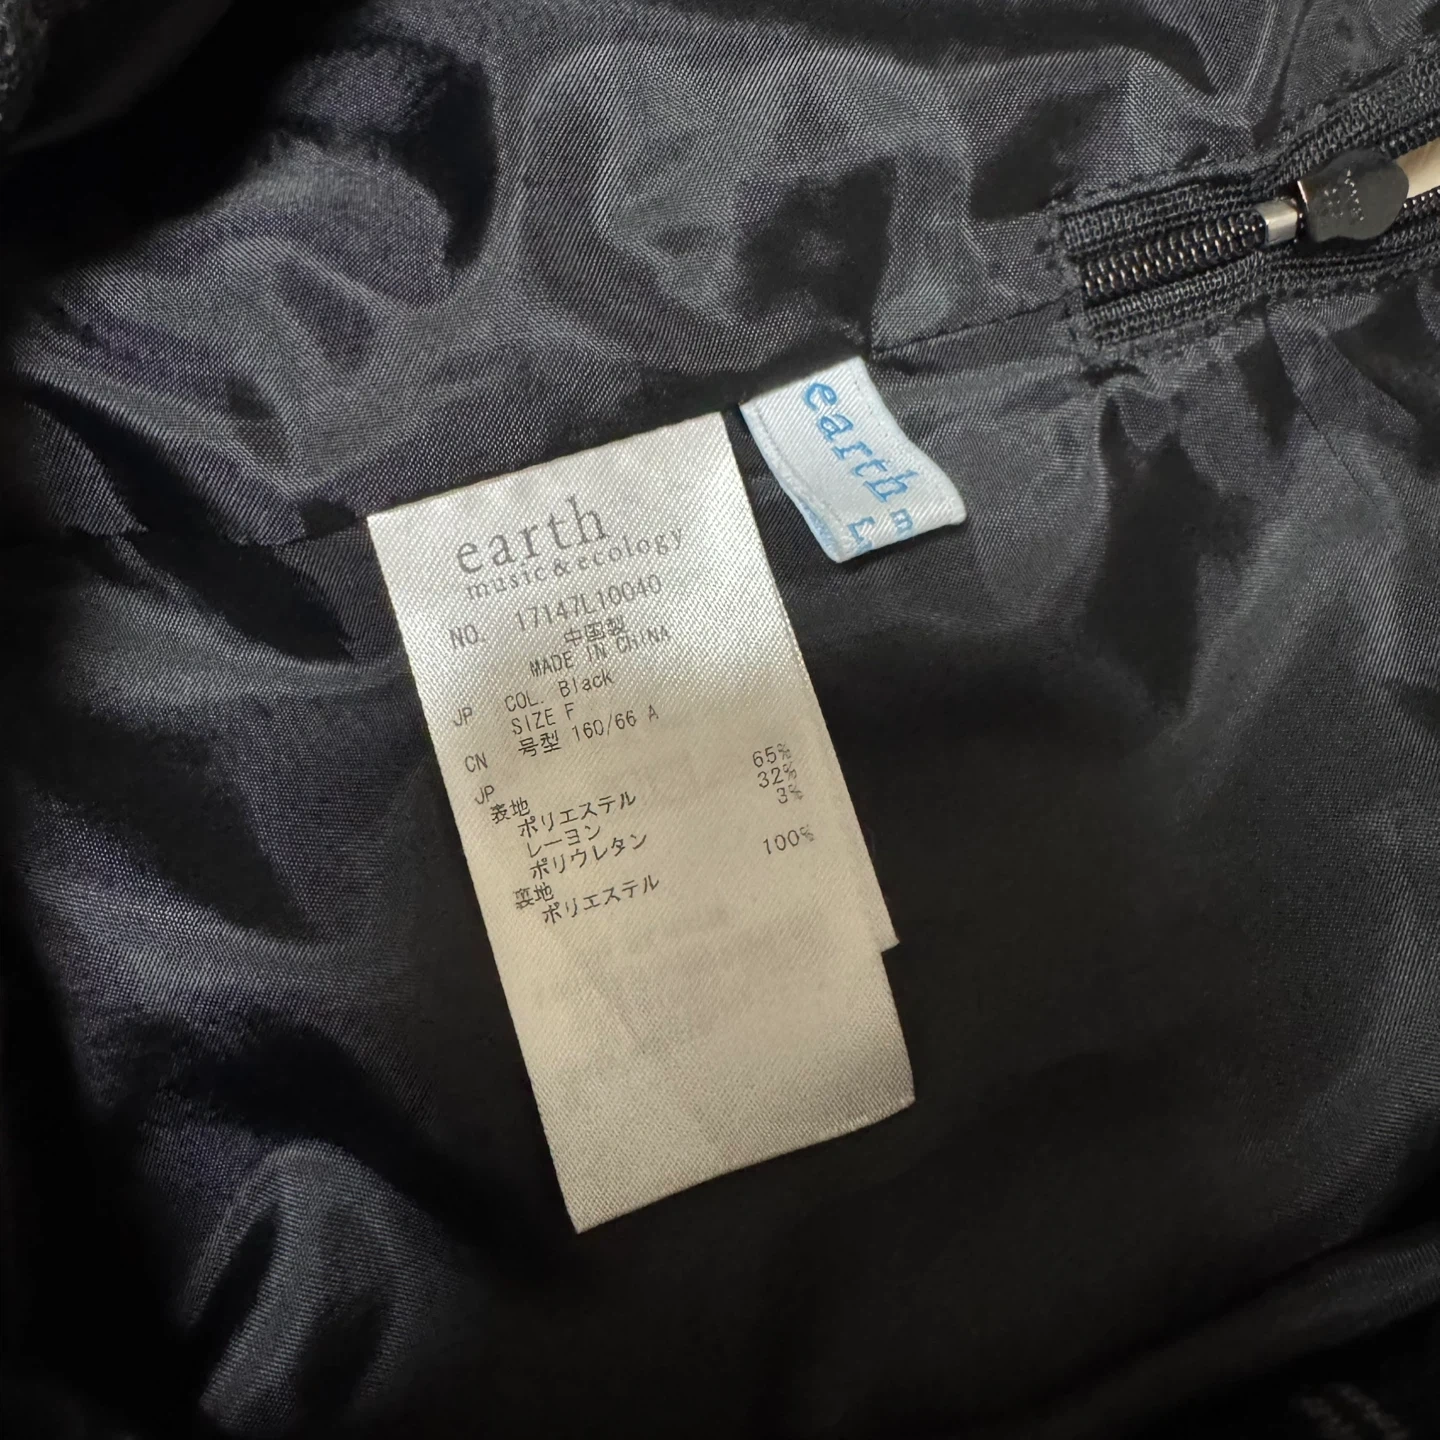 earth
music & ecology
NO. 17147L10040
中国製
MADE IN CHINA
JP COL. Black
SIZE F
CN 号型 160/66 A
JP
表地
ポリエステル 65%
レーヨン 32%
ポリウレタン 3%
裏地
ポリエステル 100%
earth